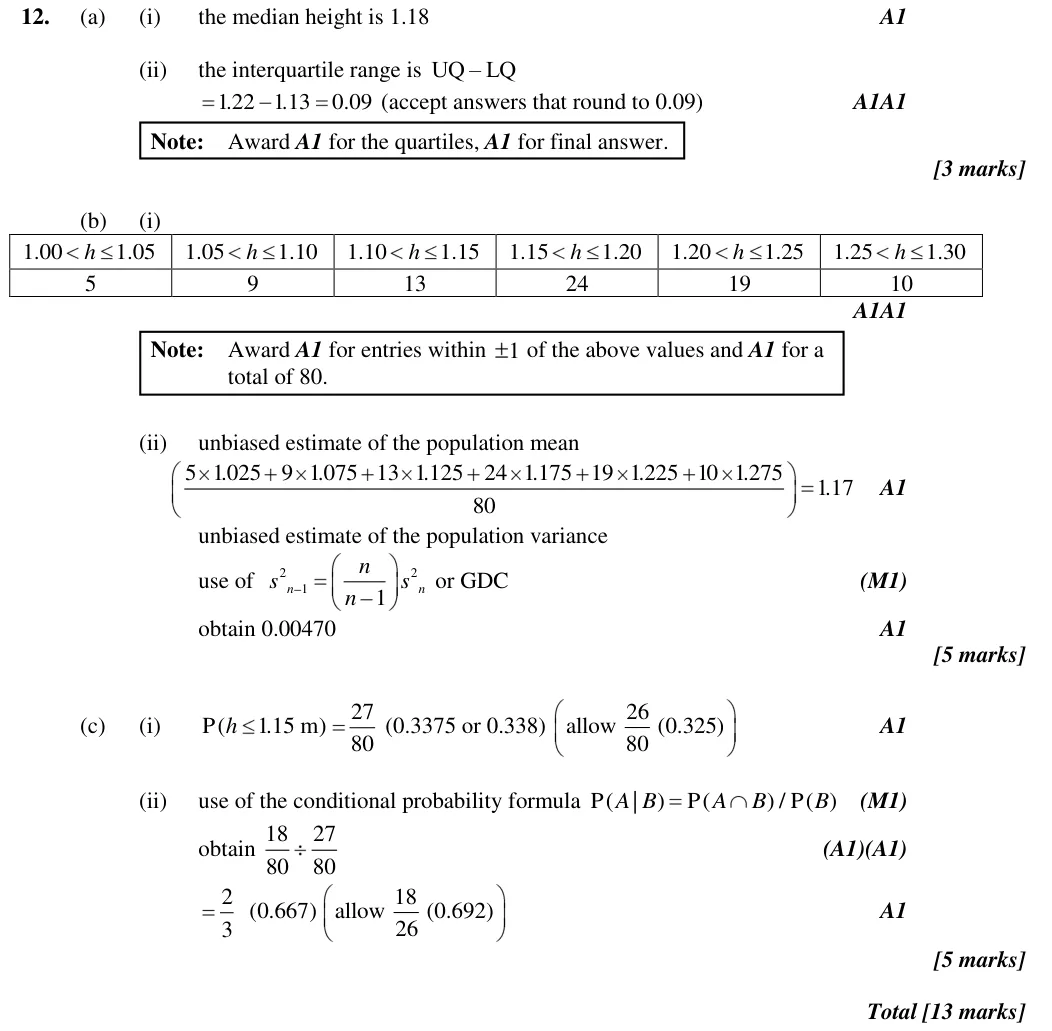 12. (a) (i) the median height is 1.18 A1
(ii) the interquartile range is UQ – LQ
= 1.22 – 1.13 = 0.09 (accept answers that round to 0.09) A1A1
Note: Award A1 for the quartiles, A1 for final answer.
[3 marks]
(b) (i)
1.00 < h ≤ 1.05 1.05 < h ≤ 1.10 1.10 < h ≤ 1.15 1.15 < h ≤ 1.20 1.20 < h ≤ 1.25 1.25 < h ≤ 1.30
5 9 13 24 19 10
A1A1
Note: Award A1 for entries within ±1 of the above values and A1 for a
total of 80.
(ii) unbiased estimate of the population mean
(5×1.025 + 9×1.075 + 13×1.125 + 24×1.175 + 19×1.225 + 10×1.275 / 80) = 1.17 A1
unbiased estimate of the population variance
use of s²ₙ₋₁ = (n / n – 1) s²ₙ or GDC (M1)
obtain 0.00470 A1
[5 marks]
(c) (i) P(h ≤ 1.15 m) = 27/80 (0.3375 or 0.338) (allow 26/80 (0.325)) A1
(ii) use of the conditional probability formula P(A | B) = P(A ∩ B) / P(B) (M1)
obtain 18/80 ÷ 27/80 (A1)(A1)
= 2/3 (0.667) (allow 18/26 (0.692)) A1
[5 marks]
Total [13 marks]